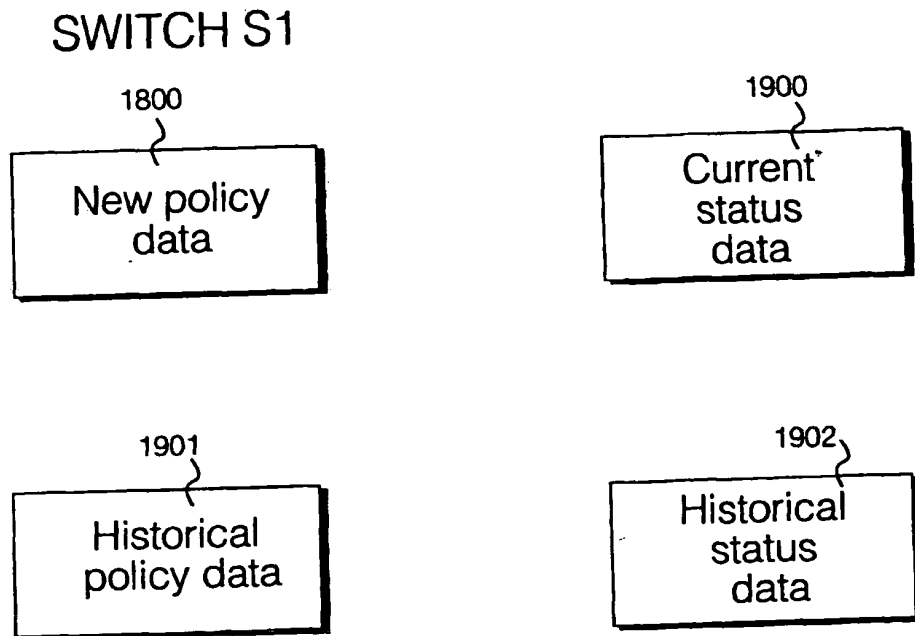 SWITCH S1
1800
New policy
data
1900
Current
status
data
1901
Historical
policy data
1902
Historical
status
data